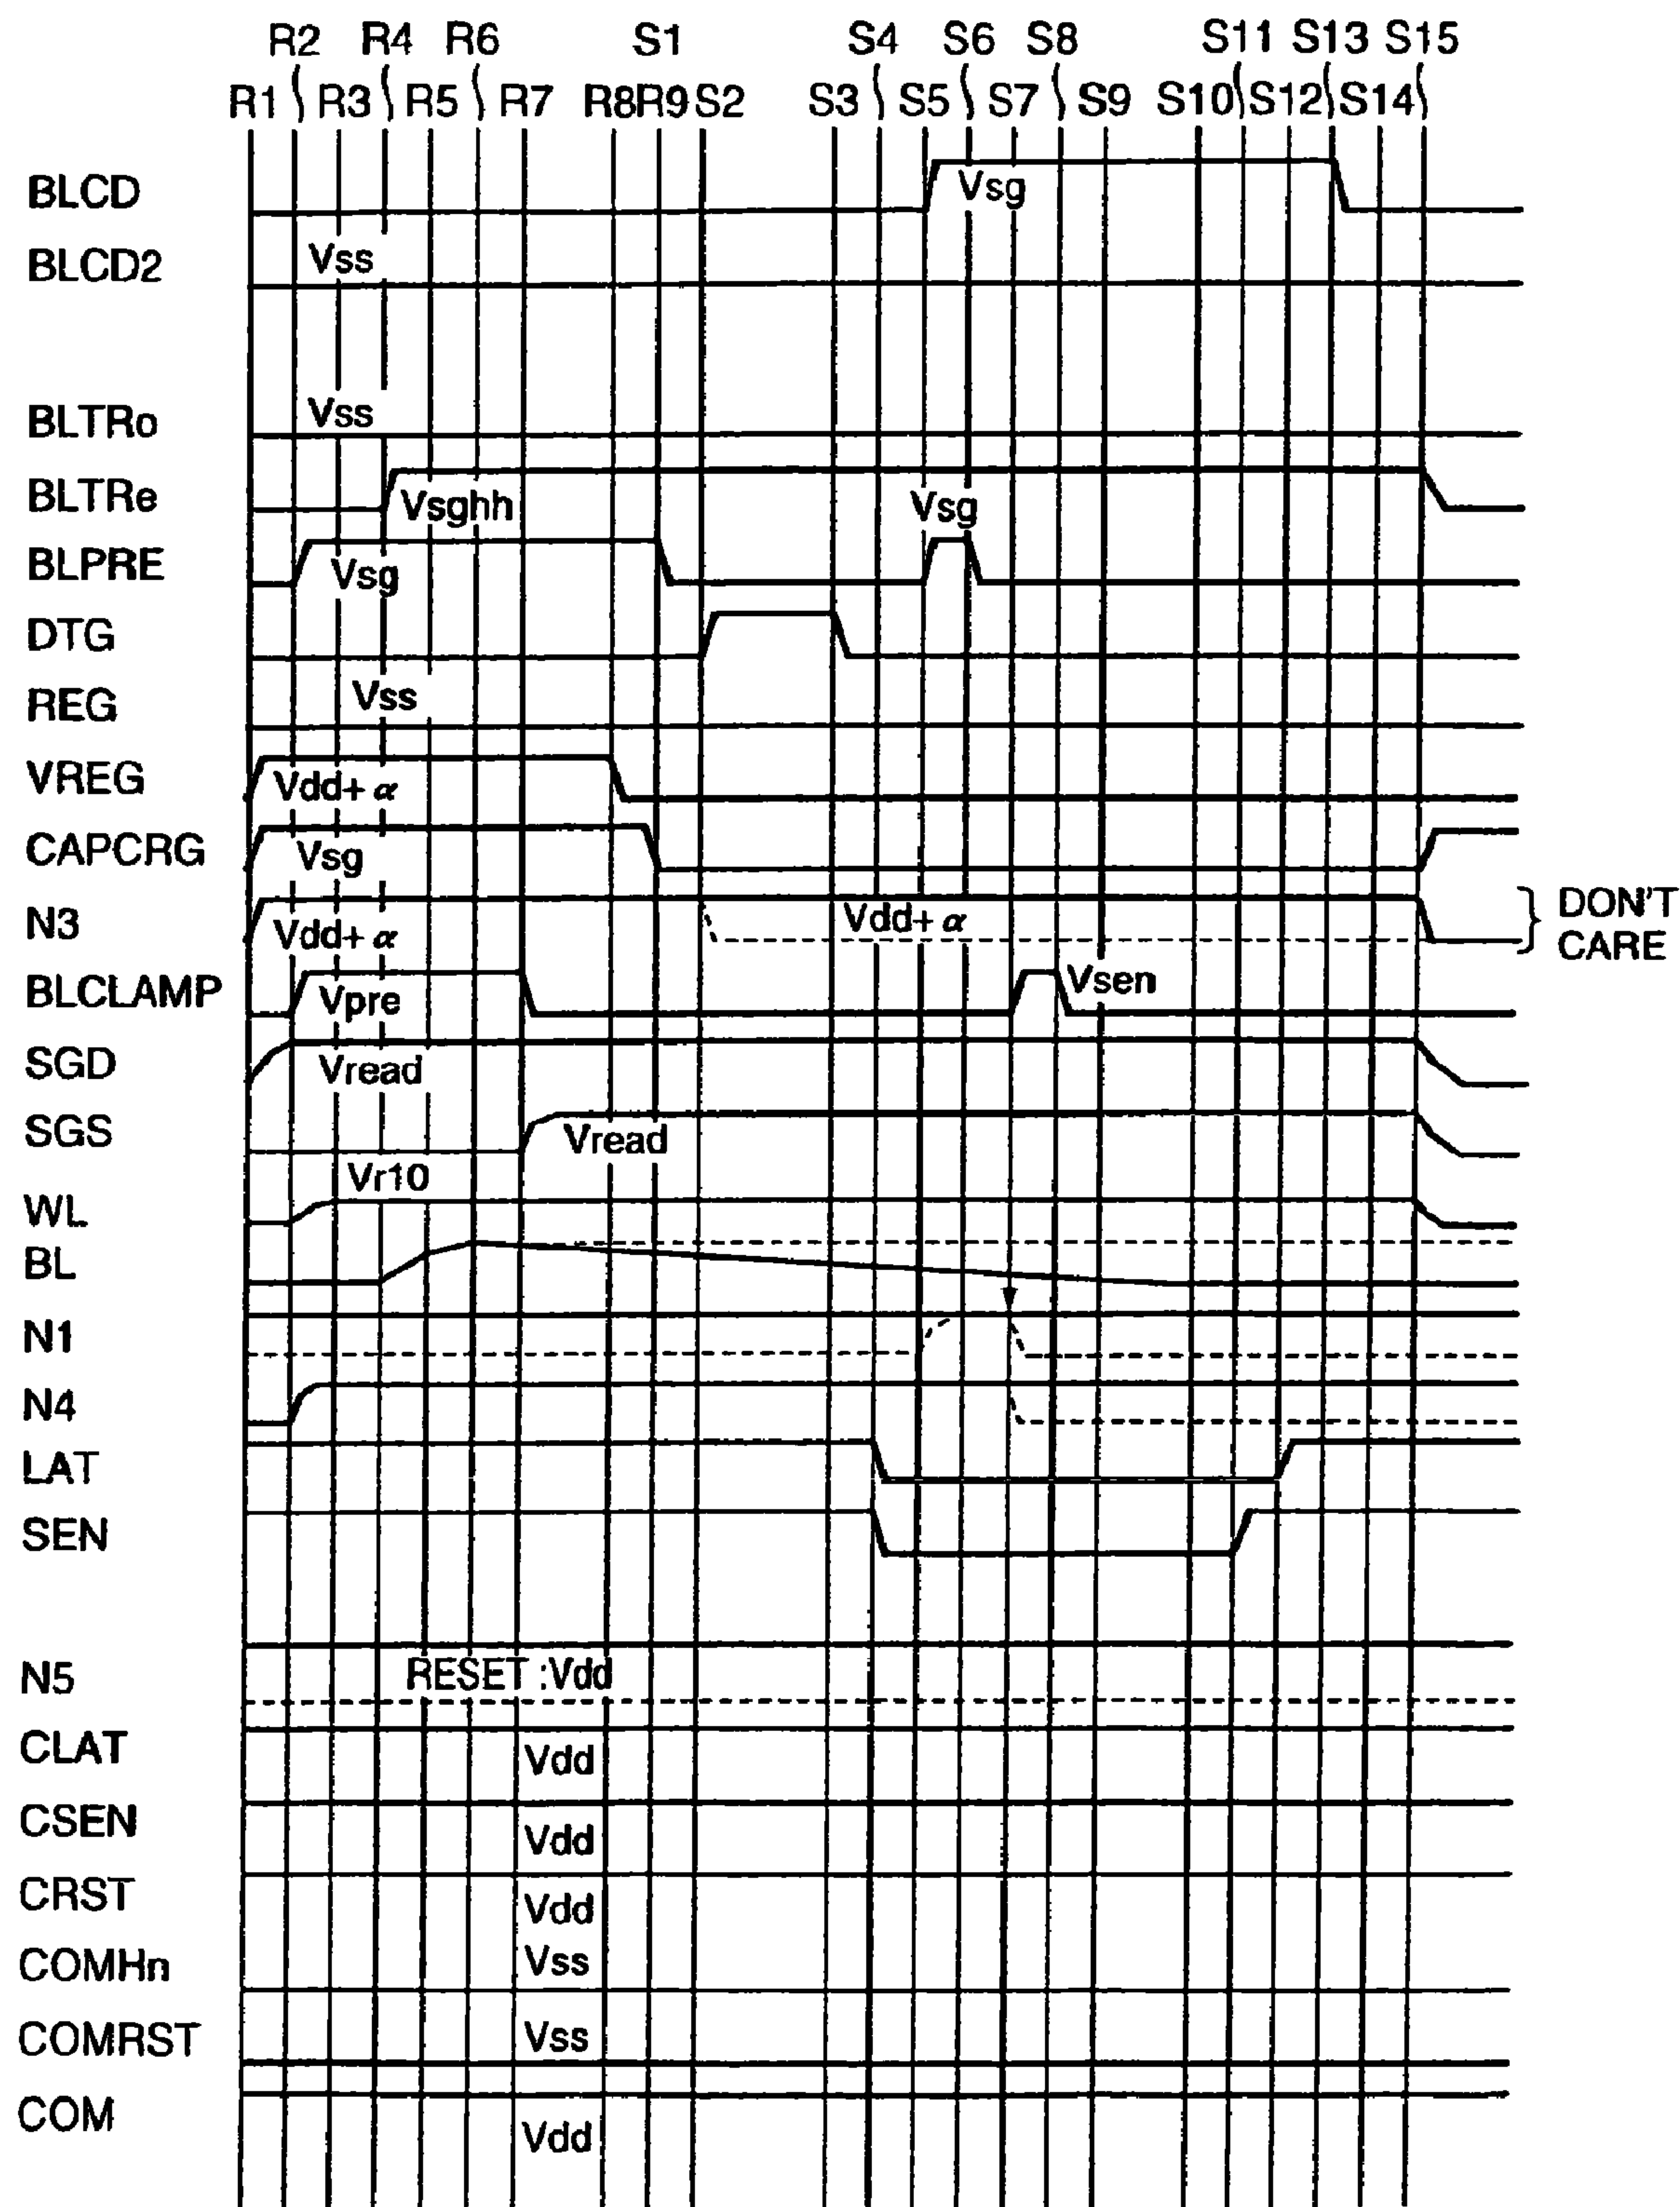 R2 R4 R6 S1 S4 S6 S8 S11 S13 S15
R1 R3 R5 R7 R8R9S2 S3 S5 S7 S9 S10 S12 S14
BLCD Vsg
BLCD2 Vss
BLTRo Vss
BLTRe Vsghh Vsg
BLPRE Vsg
DTG
REG Vss
VREG Vdd+α
CAPCRG Vsg
N3 Vdd+α Vdd+α DON'T CARE
BLCLAMP Vpre Vsen
SGD Vread
SGS Vread
WL Vr10
BL
N1
N4
LAT
SEN
N5 RESET :Vdd
CLAT Vdd
CSEN Vdd
CRST Vdd
COMHn Vss
COMRST Vss
COM Vdd